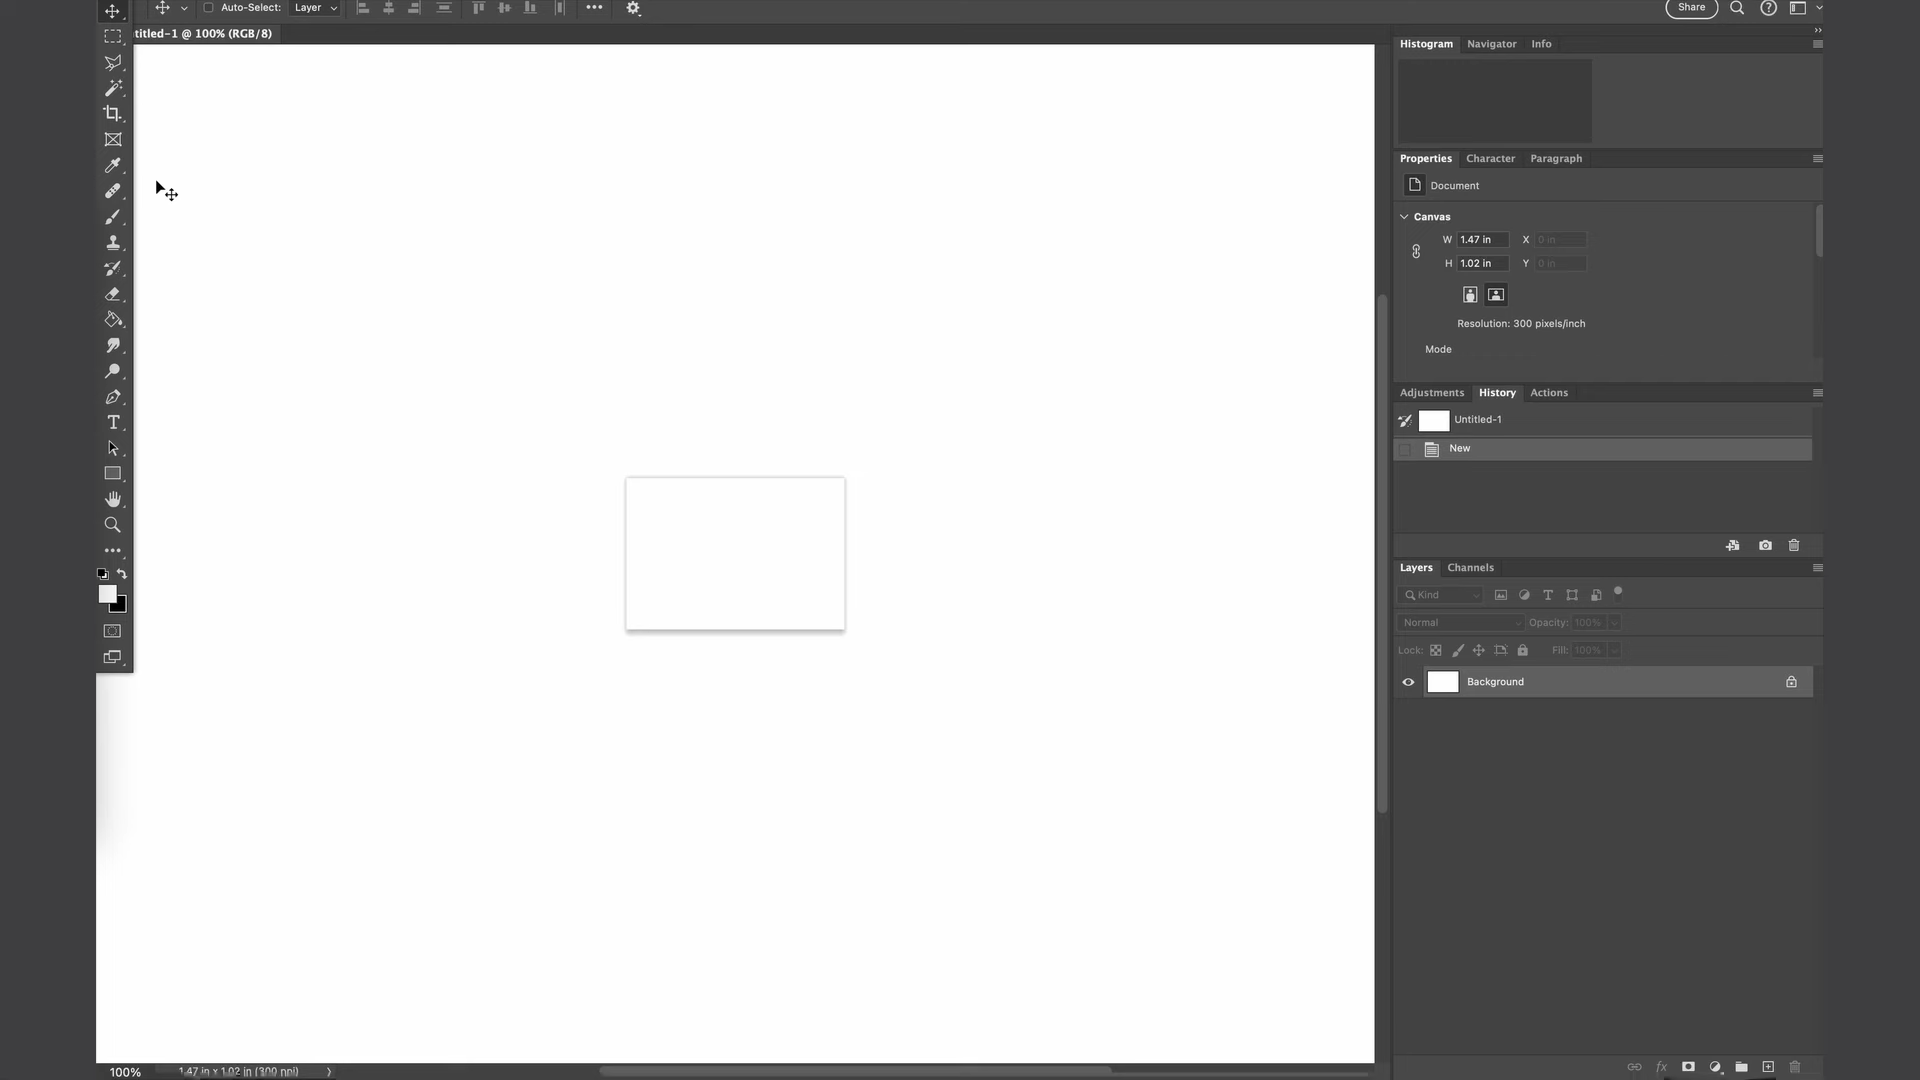 Auto-Select: Layer
Share
titled-1 @ 100% (RGB/8)
Histogram Navigator Info
Properties Character Paragraph
Document
Canvas
W 1.47 in X 0 in
H 1.02 in Y 0 in
Resolution: 300 pixels/inch
Mode
Adjustments History Actions
Untitled-1
New
Layers Channels
Kind
Normal Opacity: 100%
Lock: Fill: 100%
Background
100% 1.47 in x 1.02 in (300 ppi)